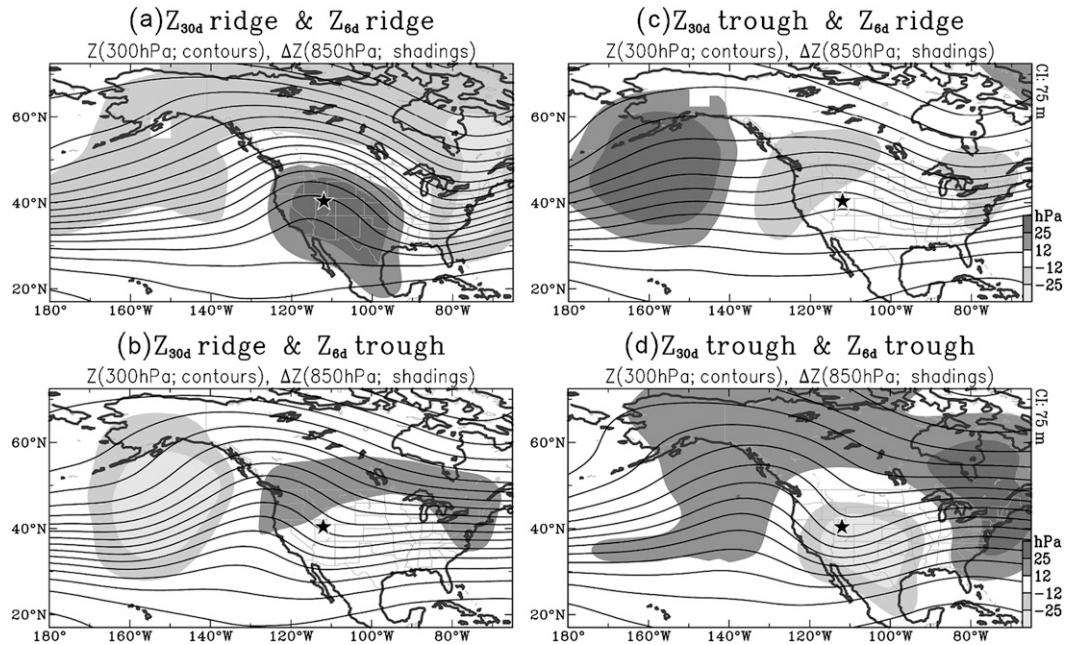 (a) Z30d ridge & Z6d ridge
Z(300hPa; contours), ΔZ(850hPa; shadings)
60°N
40°N
20°N
180° 160°W 140°W 120°W 100°W 80°W
(c) Z30d trough & Z6d ridge
Z(300hPa; contours), ΔZ(850hPa; shadings)
CI: 75 m
60°N
40°N
20°N
hPa
25
12
-12
-25
180° 160°W 140°W 120°W 100°W 80°W
(b) Z30d ridge & Z6d trough
Z(300hPa; contours), ΔZ(850hPa; shadings)
60°N
40°N
20°N
180° 160°W 140°W 120°W 100°W 80°W
(d) Z30d trough & Z6d trough
Z(300hPa; contours), ΔZ(850hPa; shadings)
CI: 75 m
60°N
40°N
20°N
hPa
25
12
-12
-25
180° 160°W 140°W 120°W 100°W 80°W